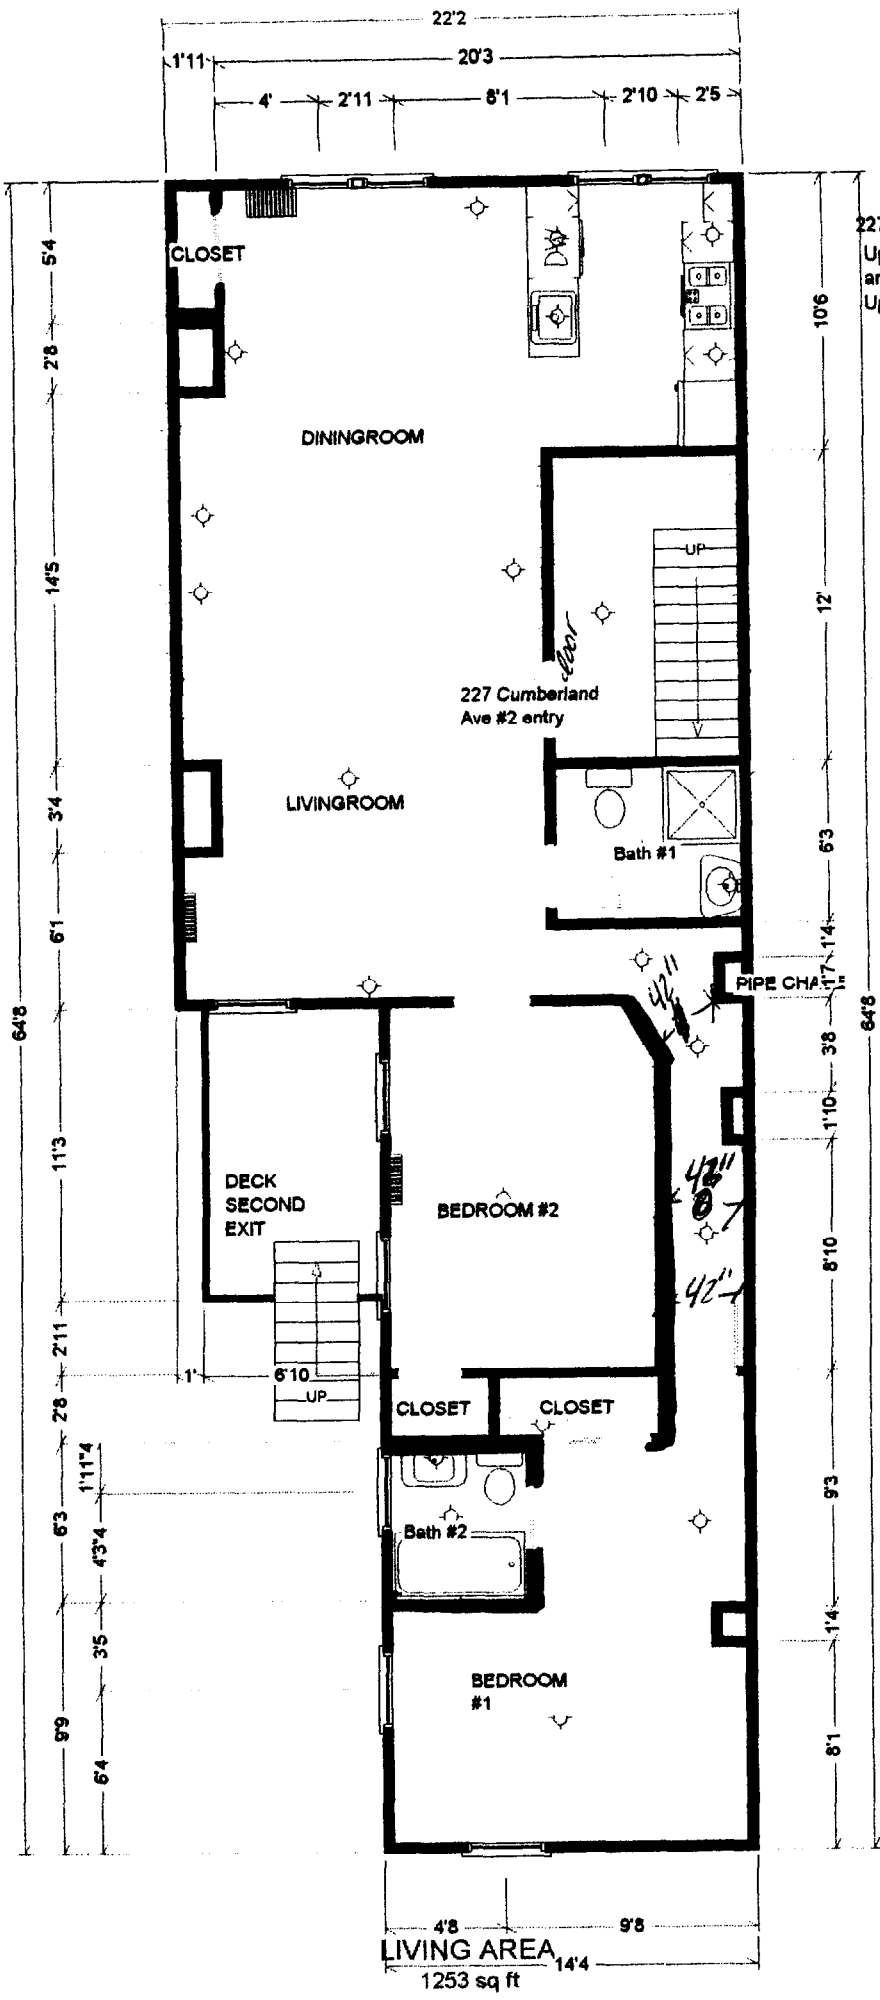 22'2
1'11
20'3
4'
2'11
8'1
2'10
2'5
227
CLOSET
5'4
10'6
2'8
DININGROOM
UP
14'5
12'
door
227 Cumberland
Ave #2 entry
LIVINGROOM
3'4
Bath #1
6'3
6'1
1'4
PIPE CHA
1'7
42"
64'8
64'8
3'8
1'10
11'3
DECK
SECOND
EXIT
BEDROOM #2
42"
8'10
42"
2'11
1'
6'10
UP
2'8
CLOSET
CLOSET
1'11"4
9'3
6'3
4'3"4
Bath #2
1'4
3'5
BEDROOM
#1
9'9
6'4
8'1
4'8
9'8
LIVING AREA
14'4
1253 sq ft